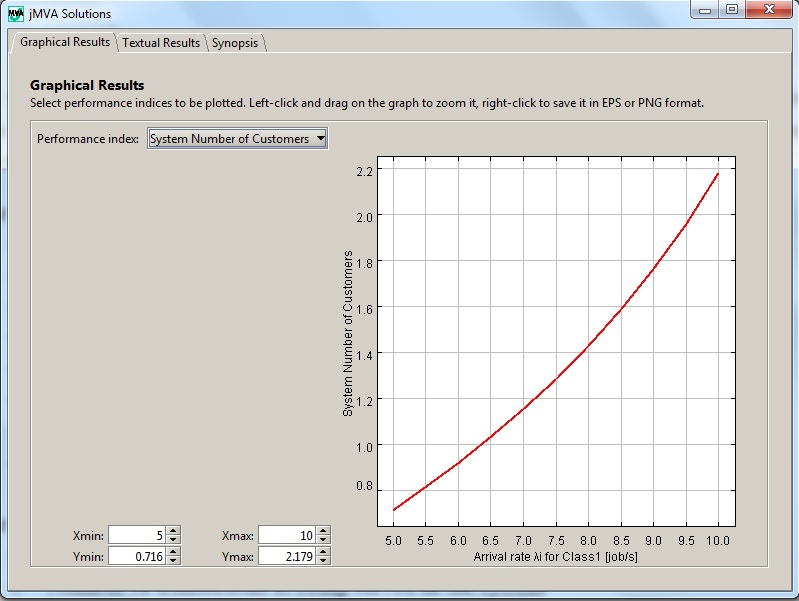 MVA jMVA Solutions
Graphical Results Textual Results Synopsis
Graphical Results
Select performance indices to be plotted. Left-click and drag on the graph to zoom it, right-click to save it in EPS or PNG format.
Performance index: System Number of Customers
2.2
2.0
1.8
1.6
1.4
1.2
1.0
0.8
System Number of Customers
5.0 5.5 6.0 6.5 7.0 7.5 8.0 8.5 9.0 9.5 10.0
Arrival rate λi for Class1 [job/s]
Xmin: 5 Xmax: 10
Ymin: 0.716 Ymax: 2.179